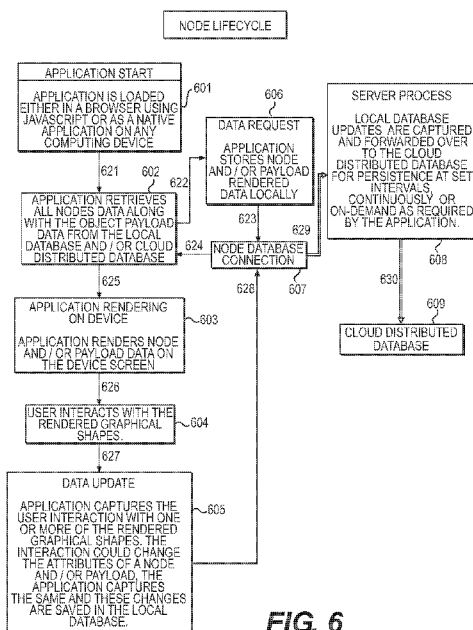 NODE LIFECYCLE
APPLICATION START
601
APPLICATION IS LOADED
EITHER IN A BROWSER USING
JAVASCRIPT OR AS A NATIVE
APPLICATION ON ANY
COMPUTING DEVICE
621
602
622
APPLICATION RETRIEVES
ALL NODES DATA ALONG
WITH THE OBJECT PAYLOAD
DATA FROM THE LOCAL
DATABASE AND / OR CLOUD
DISTRIBUTED DATABASE
625
APPLICATION RENDERING
ON DEVICE
603
APPLICATION RENDERS NODE
AND / OR PAYLOAD DATA ON
THE DEVICE SCREEN
626
USER INTERACTS WITH THE
RENDERED GRAPHICAL
SHAPES.
604
627
DATA UPDATE
605
APPLICATION CAPTURES THE
USER INTERACTION WITH ONE
OR MORE OF THE RENDERED
GRAPHICAL SHAPES. THE
INTERACTION COULD CHANGE
THE ATTRIBUTES OF A NODE
AND / OR PAYLOAD, THE
APPLICATION CAPTURES
THE SAME AND THESE CHANGES
ARE SAVED IN THE LOCAL
DATABASE.
606
DATA REQUEST
APPLICATION
STORES NODE
AND / OR PAYLOAD
RENDERED
DATA LOCALLY
623
629
624
NODE DATABASE
CONNECTION
607
628
SERVER PROCESS
LOCAL DATABASE
UPDATES ARE CAPTURED
AND FORWARDED OVER
TO THE CLOUD
DISTRIBUTED DATABASE
FOR PERSISTENCE AT SET
INTERVALS,
CONTINUOUSLY OR
ON-DEMAND AS REQUIRED
BY THE APPLICATION.
608
630
609
CLOUD DISTRIBUTED
DATABASE
FIG. 6